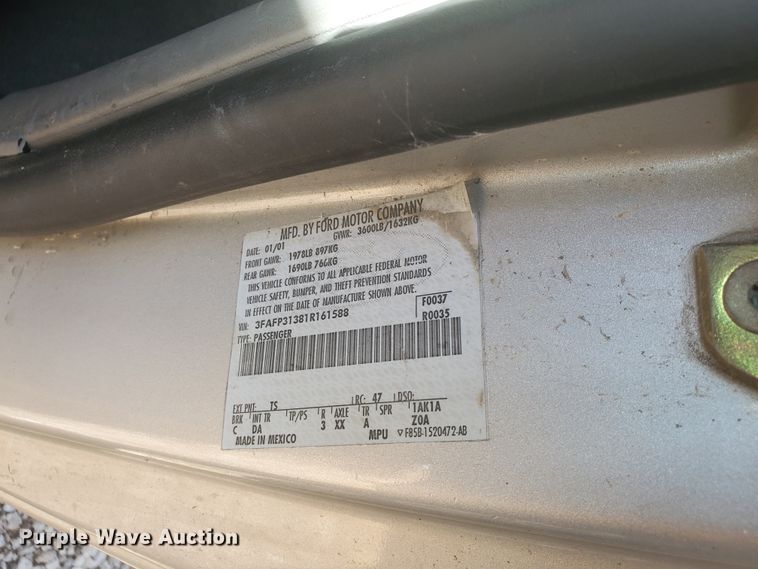 MFD. BY FORD MOTOR COMPANY
DATE: 01/01 GVWR: 3600LB/1632KG
FRONT GAWR: 1978LB 897KG
REAR GAWR: 1690LB 766KG
THIS VEHICLE CONFORMS TO ALL APPLICABLE FEDERAL MOTOR
VEHICLE SAFETY, BUMPER, AND THEFT PREVENTION STANDARDS
IN EFFECT ON THE DATE OF MANUFACTURE SHOWN ABOVE.
VIN: 3FAFP31381R161588 F0037
TYPE: PASSENGER R0035
EXT PNT: TS RC: 47 DSO:
BRK INT TR TP/PS R AXLE TR SPR 1AK1A
C DA 3 XX A Z0A
MADE IN MEXICO MPU F85B-1520472-AB
Purple Wave Auction